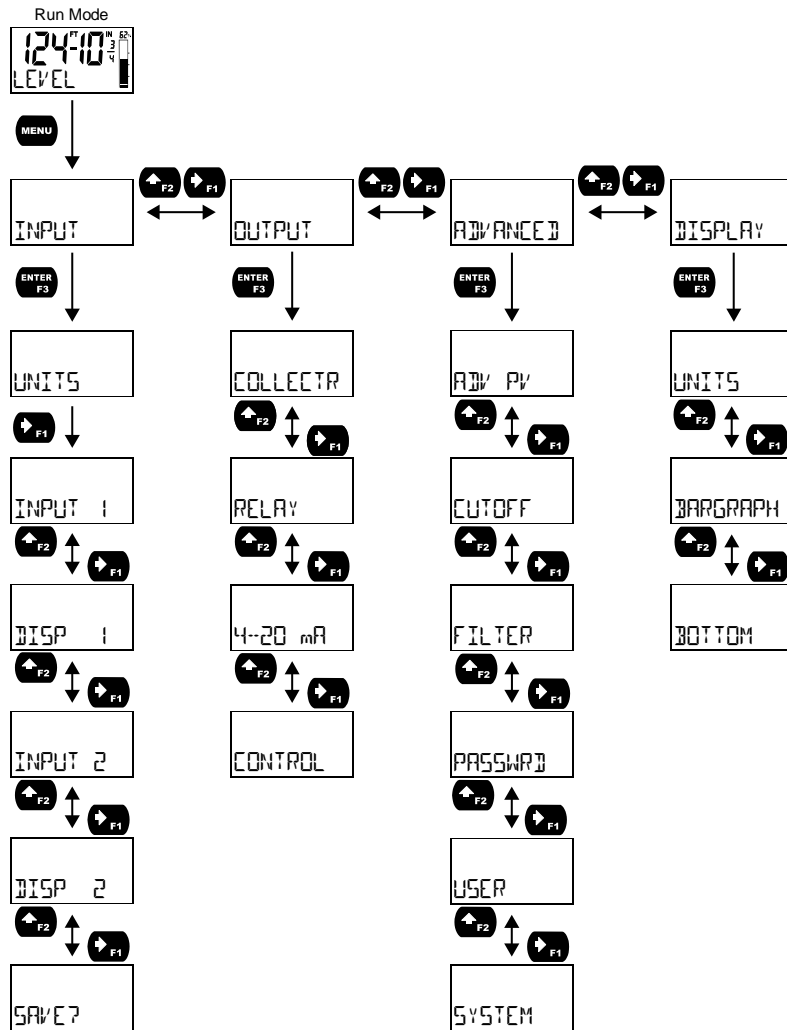 Run Mode
124 FT 10 IN 3/4 62%
LEVEL
MENU
F2 F1 F2 F1 F2 F1
INPUT OUTPUT ADVANCED DISPLAY
ENTER F3 ENTER F3 ENTER F3 ENTER F3
UNITS COLLECTR ADV PV UNITS
F1 F2 F1 F2 F1 F2 F1
INPUT 1 RELAY CUTOFF BARGRAPH
F2 F1 F2 F1 F2 F1 F2 F1
DISP 1 4--20 mA FILTER BOTTOM
F2 F1 F2 F1 F2 F1
INPUT 2 CONTROL PASSWRD
F2 F1 F2 F1
DISP 2 USER
F2 F1 F2 F1
SAVE? SYSTEM